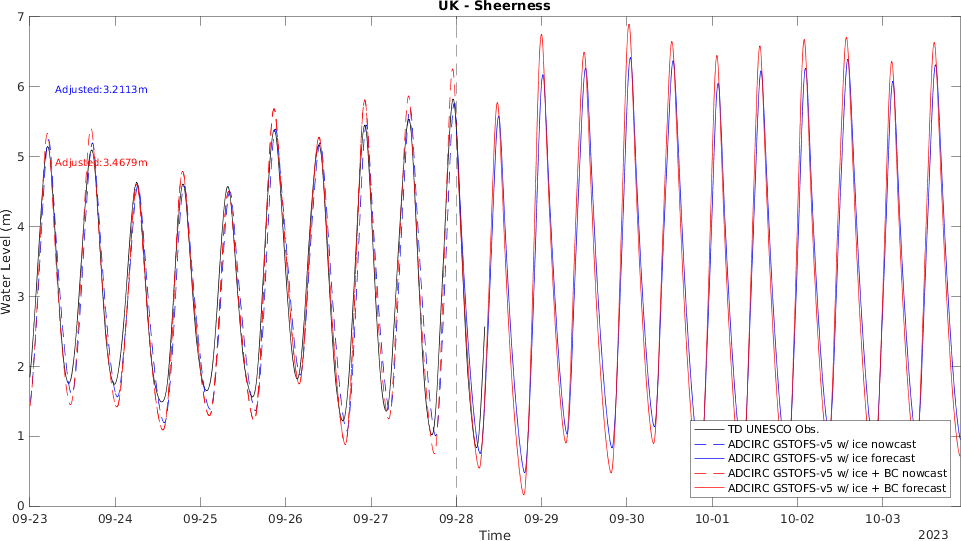 UK - Sheerness
7
6
5
4
3
2
1
0
Water Level (m)
Adjusted:3.2113m
Adjusted:3.4679m
TD UNESCO Obs.
ADCIRC GSTOFS-v5 w/ ice nowcast
ADCIRC GSTOFS-v5 w/ ice forecast
ADCIRC GSTOFS-v5 w/ ice + BC nowcast
ADCIRC GSTOFS-v5 w/ ice + BC forecast
09-23 09-24 09-25 09-26 09-27 09-28 09-29 09-30 10-01 10-02 10-03
Time
2023